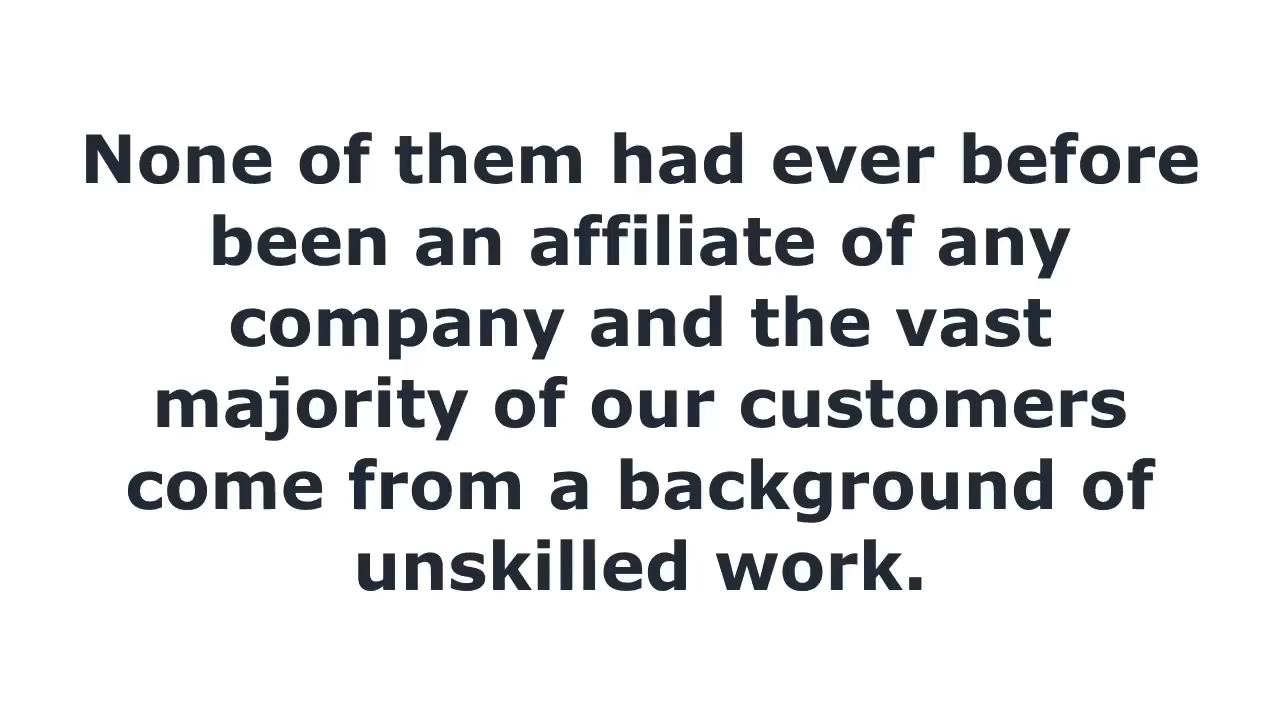 None of them had ever before
been an affiliate of any
company and the vast
majority of our customers
come from a background of
unskilled work.